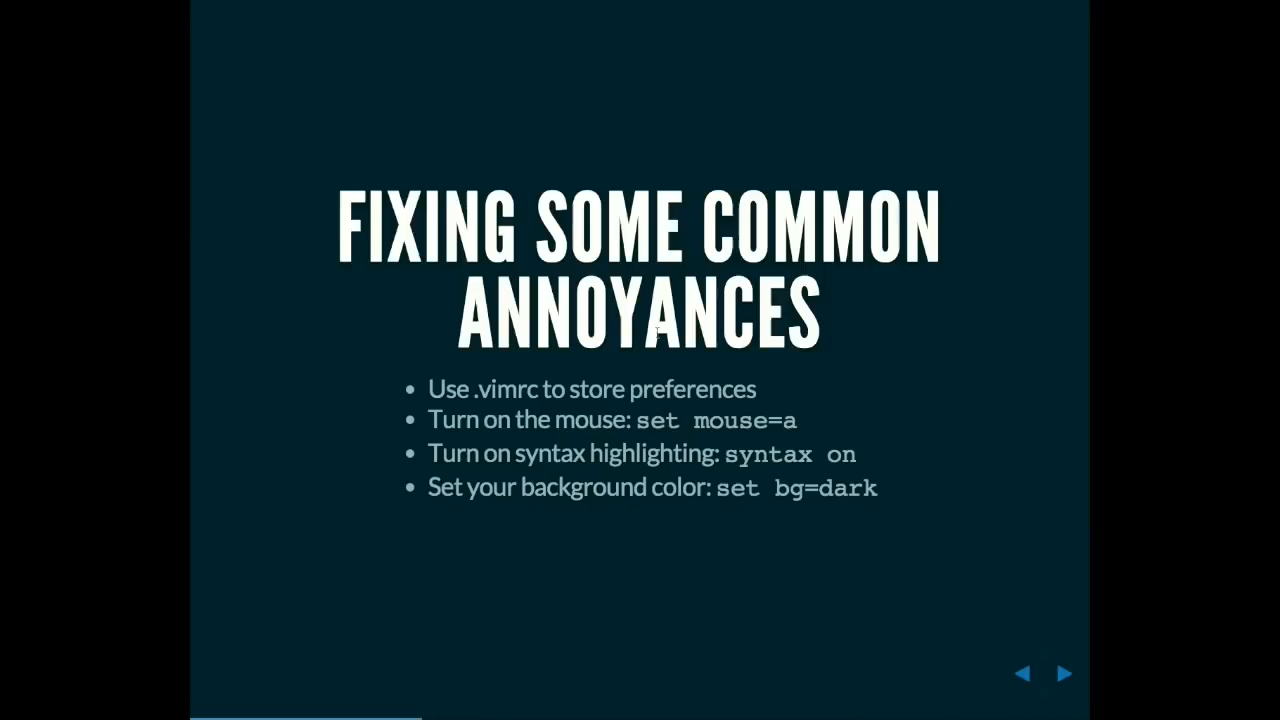 FIXING SOME COMMON
ANNOYANCES
• Use .vimrc to store preferences
• Turn on the mouse: set mouse=a
• Turn on syntax highlighting: syntax on
• Set your background color: set bg=dark